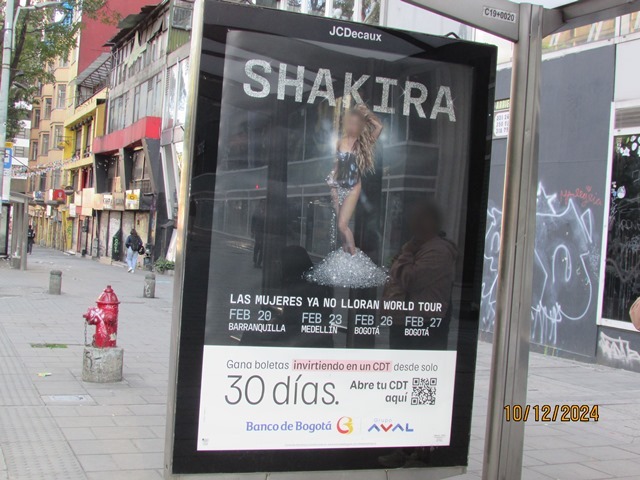 C19+0020
JCDecaux
SHAKIRA
LAS MUJERES YA NO LLORAN WORLD TOUR
FEB 20 FEB 23 FEB 26 FEB 27
BARRANQUILLA MEDELLÍN BOGOTÁ BOGOTÁ
Gana boletas invirtiendo en un CDT desde solo
30 días.
Abre tu CDT
aquí
Banco de Bogotá
AVAL
10/12/2024